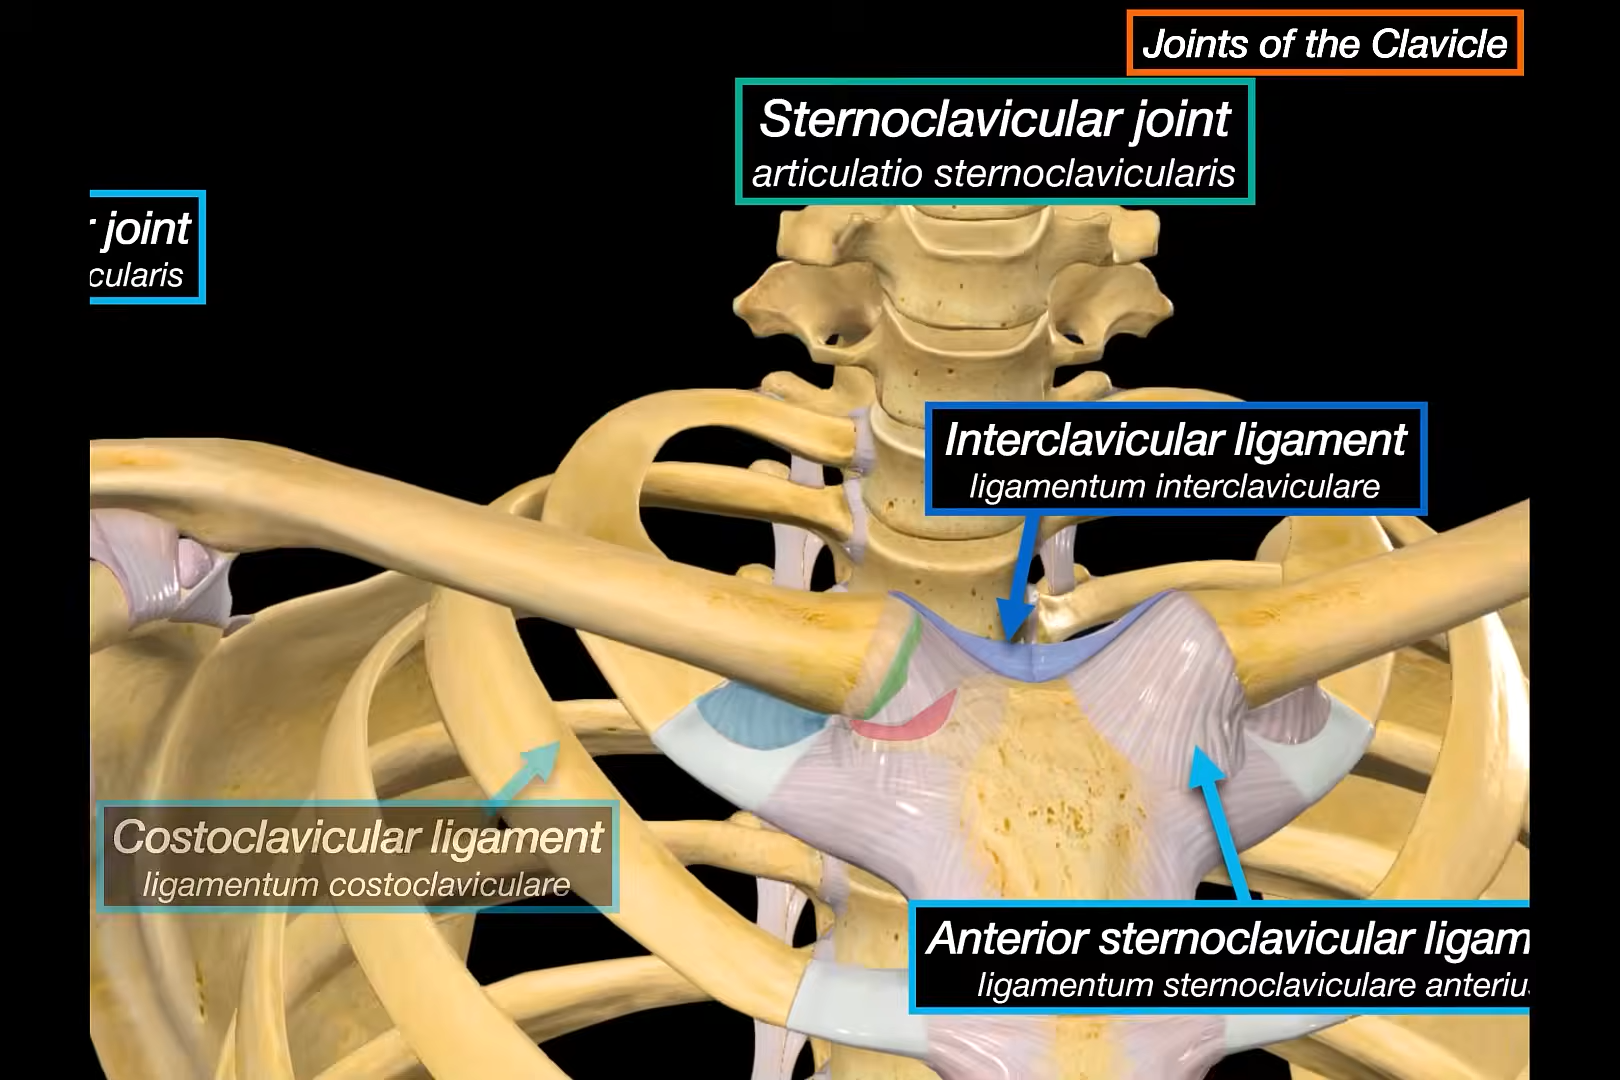 Joints of the Clavicle
Sternoclavicular joint
articulatio sternoclavicularis
joint
cularis
Interclavicular ligament
ligamentum interclaviculare
Costoclavicular ligament
ligamentum costoclaviculare
Anterior sternoclavicular ligam
ligamentum sternoclaviculare anteriu